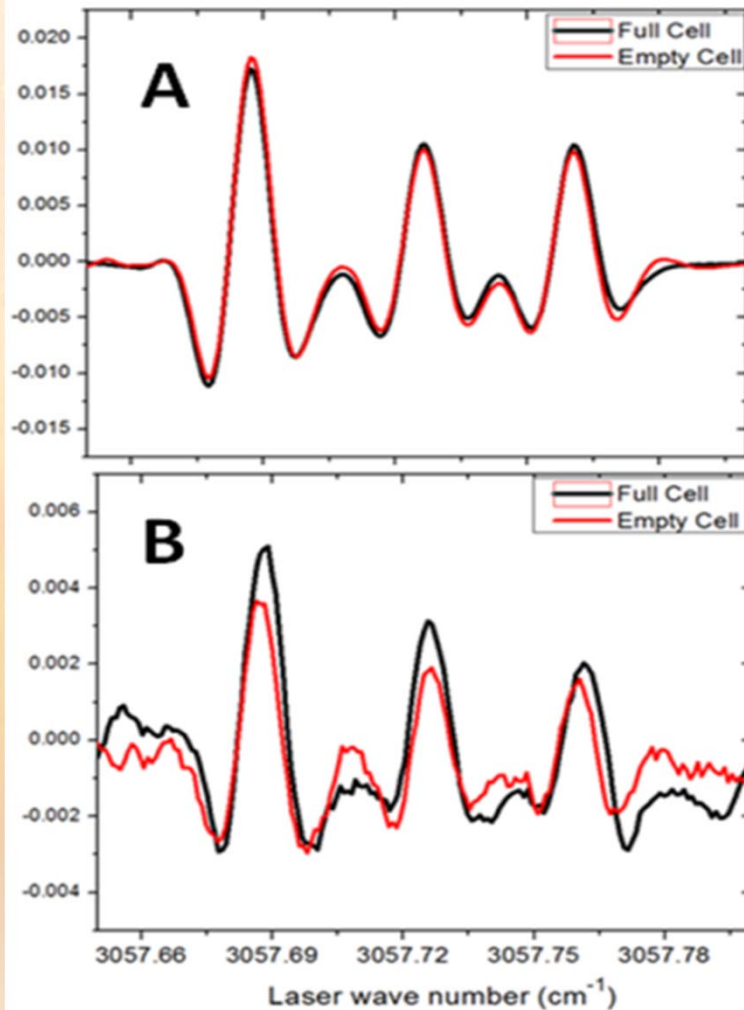 A
Full Cell
Empty Cell
0.020
0.015
0.010
0.005
0.000
-0.005
-0.010
-0.015
B
Full Cell
Empty Cell
0.006
0.004
0.002
0.000
-0.002
-0.004
3057.66 3057.69 3057.72 3057.75 3057.78
Laser wave number (cm⁻¹)